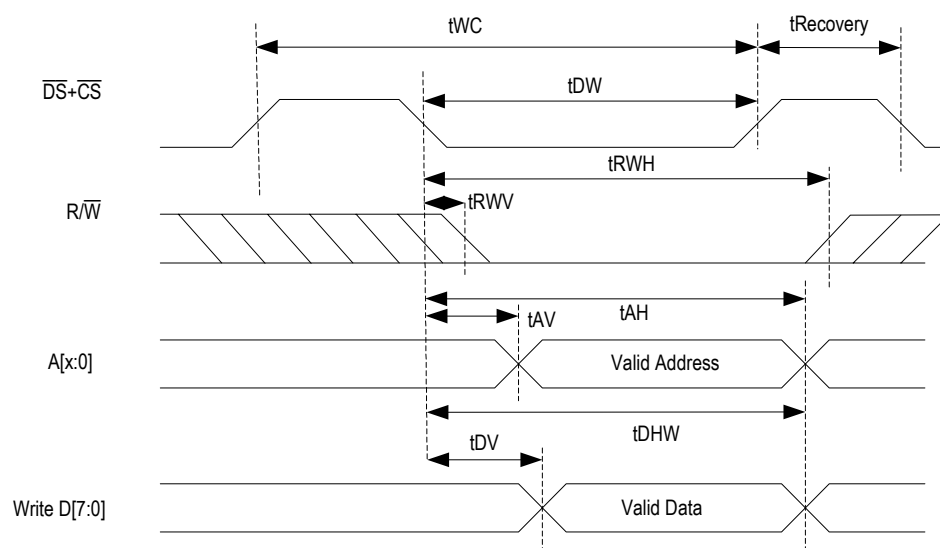 tWC
tRecovery
DS+CS
tDW
tRWH
R/W
tRWV
tAV
tAH
A[x:0]
Valid Address
tDHW
tDV
Write D[7:0]
Valid Data